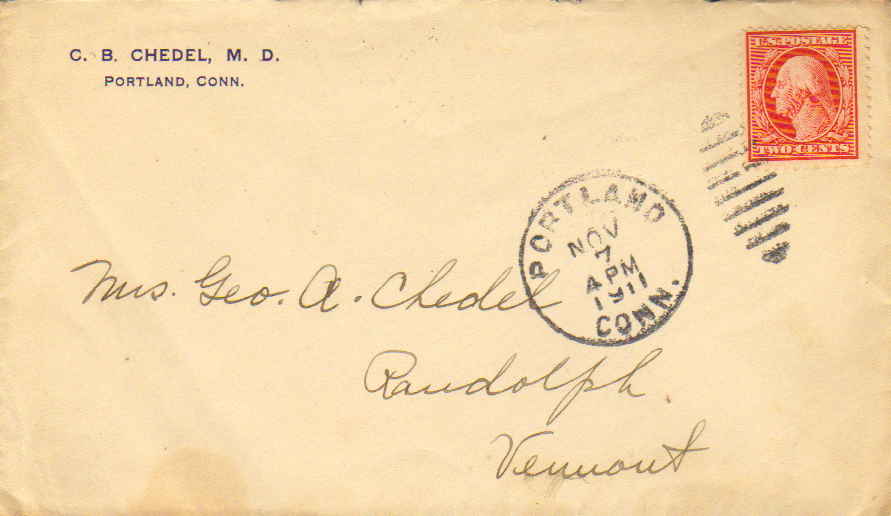 C. B. CHEDEL, M. D.
PORTLAND, CONN.
U.S. POSTAGE
TWO CENTS
PORTLAND
NOV
7
4 PM
1911
CONN.
Mrs. Geo. A. Chedel
Randolph.
Vermont